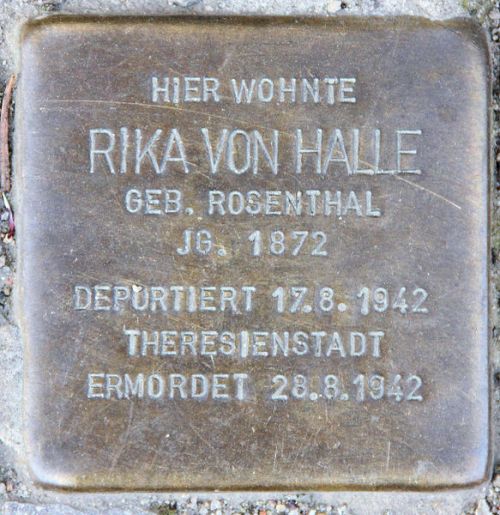 HIER WOHNTE
RIKA VON HALLE
GEB. ROSENTHAL
JG. 1872
DEPORTIERT 17.8.1942
THERESIENSTADT
ERMORDET 28.8.1942